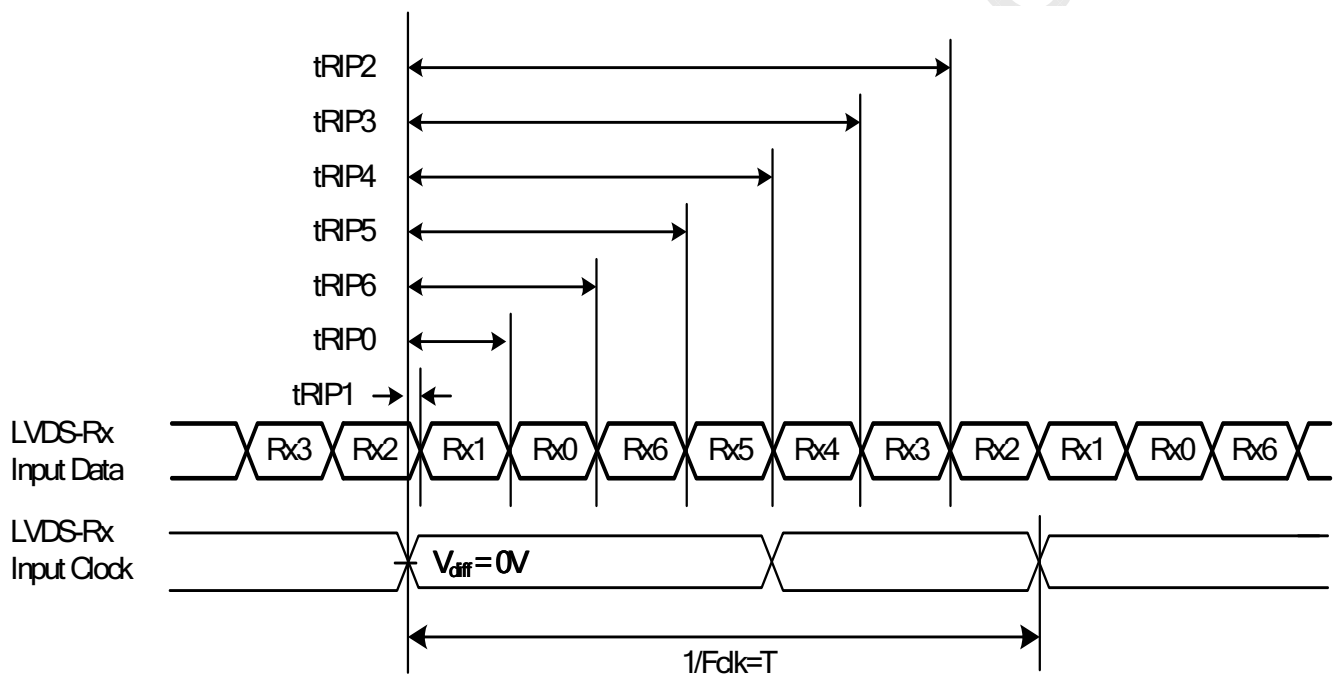 tRIP2
tRIP3
tRIP4
tRIP5
tRIP6
tRIP0
tRIP1
LVDS-Rx
Input Data
Rx3 Rx2 Rx1 Rx0 Rx6 Rx5 Rx4 Rx3 Rx2 Rx1 Rx0 Rx6
LVDS-Rx
Input Clock
Vdiff = 0V
1/Fclk=T